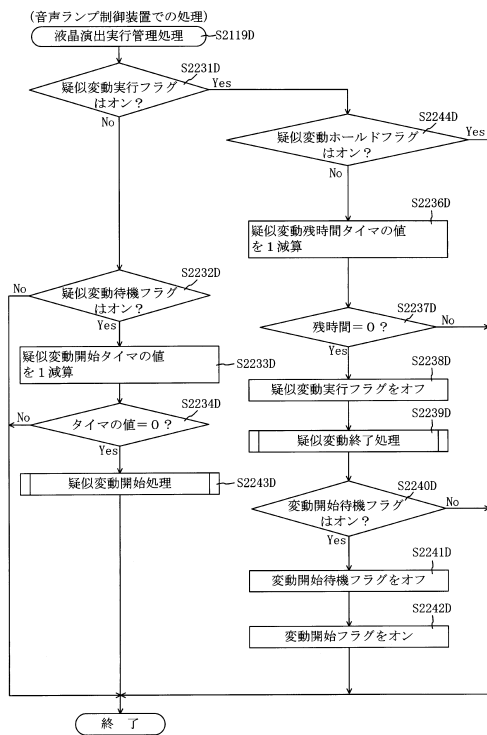 (音声ランプ制御装置での処理)
液晶演出実行管理処理
S2119D
疑似変動実行フラグ
はオン？
S2231D
Yes
No
疑似変動ホールドフラグ
はオン？
S2244D
Yes
No
疑似変動残時間タイマの値
を１減算
S2236D
疑似変動待機フラグ
はオン？
S2232D
No
Yes
残時間＝０？
S2237D
No
Yes
疑似変動開始タイマの値
を１減算
S2233D
疑似変動実行フラグをオフ
S2238D
タイマの値＝０？
S2234D
No
Yes
疑似変動終了処理
S2239D
疑似変動開始処理
S2243D
変動開始待機フラグ
はオン？
S2240D
No
Yes
変動開始待機フラグをオフ
S2241D
変動開始フラグをオン
S2242D
終 了